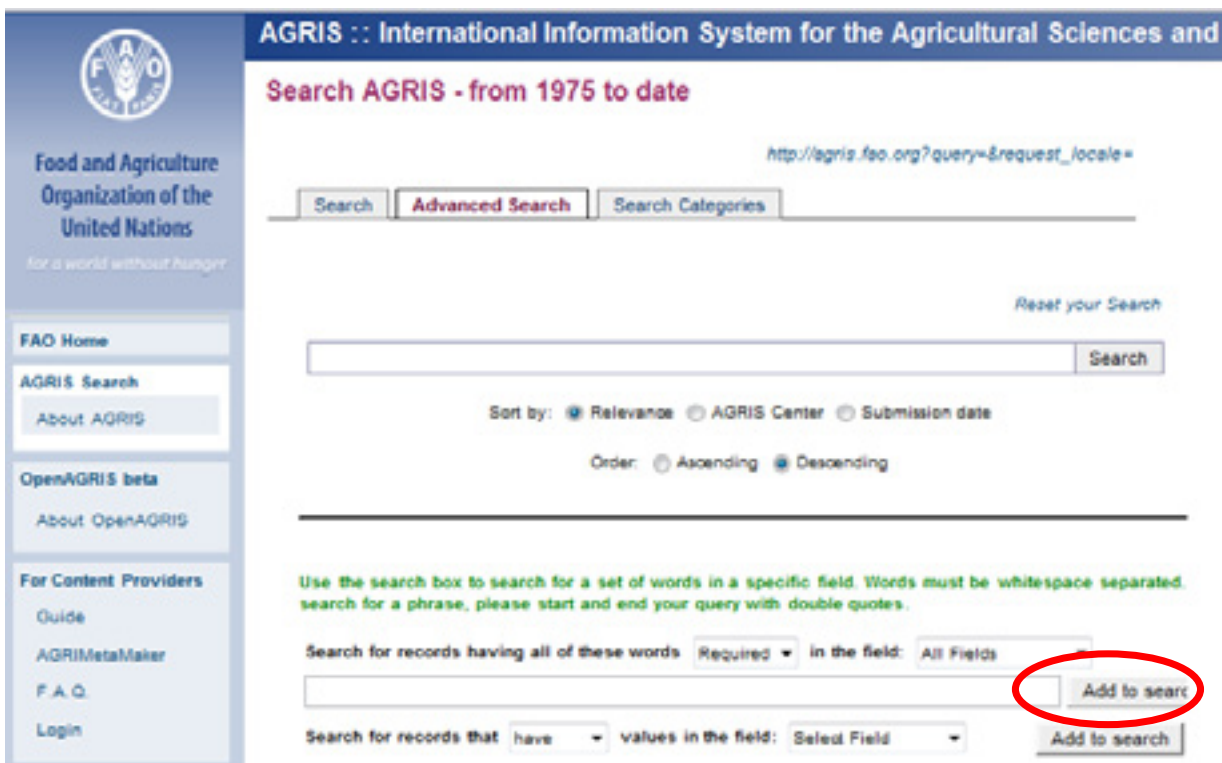 AGRIS :: International Information System for the Agricultural Sciences and
Search AGRIS - from 1975 to date
http://agris.fao.org?query=&request_locale=
Search
Advanced Search
Search Categories
Food and Agriculture
Organization of the
United Nations
for a world without hunger
FAO Home
AGRIS Search
About AGRIS
OpenAGRIS beta
About OpenAGRIS
For Content Providers
Guide
AGRIMetaMaker
F.A.Q.
Login
Reset your Search
Search
Sort by: Relevance AGRIS Center Submission date
Order: Ascending Descending
Use the search box to search for a set of words in a specific field. Words must be whitespace separated.
search for a phrase, please start and end your query with double quotes.
Search for records having all of these words Required in the field: All Fields
Add to searc
Search for records that have values in the field: Select Field Add to search